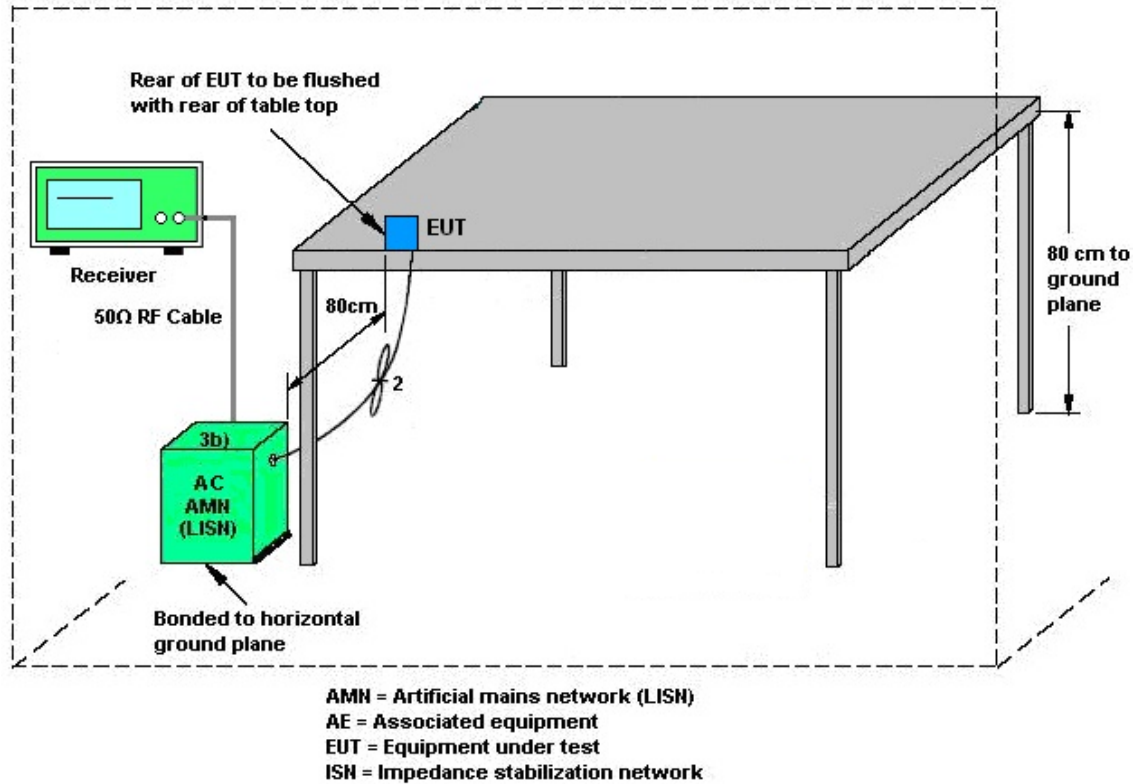 Rear of EUT to be flushed
with rear of table top
EUT
Receiver
50Ω RF Cable
80cm
80 cm to
ground
plane
2
3b)
AC
AMN
(LISN)
Bonded to horizontal
ground plane
AMN = Artificial mains network (LISN)
AE = Associated equipment
EUT = Equipment under test
ISN = Impedance stabilization network